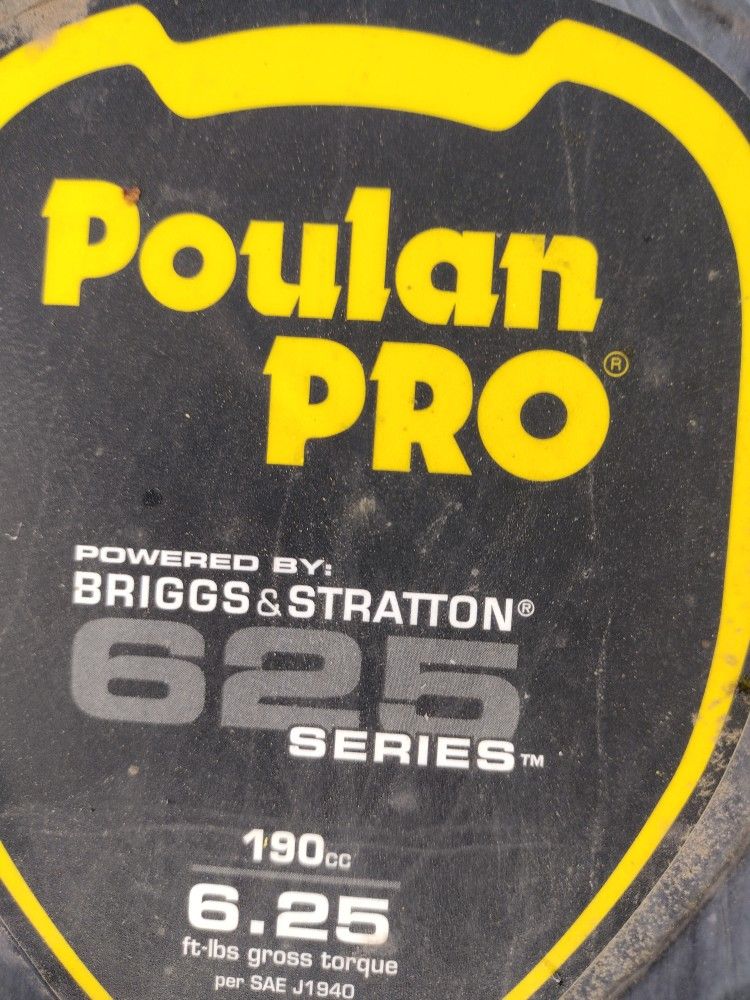 Poulan
PRO®
POWERED BY:
BRIGGS & STRATTON®
625
SERIES™
190cc
6.25
ft-lbs gross torque
per SAE J1940